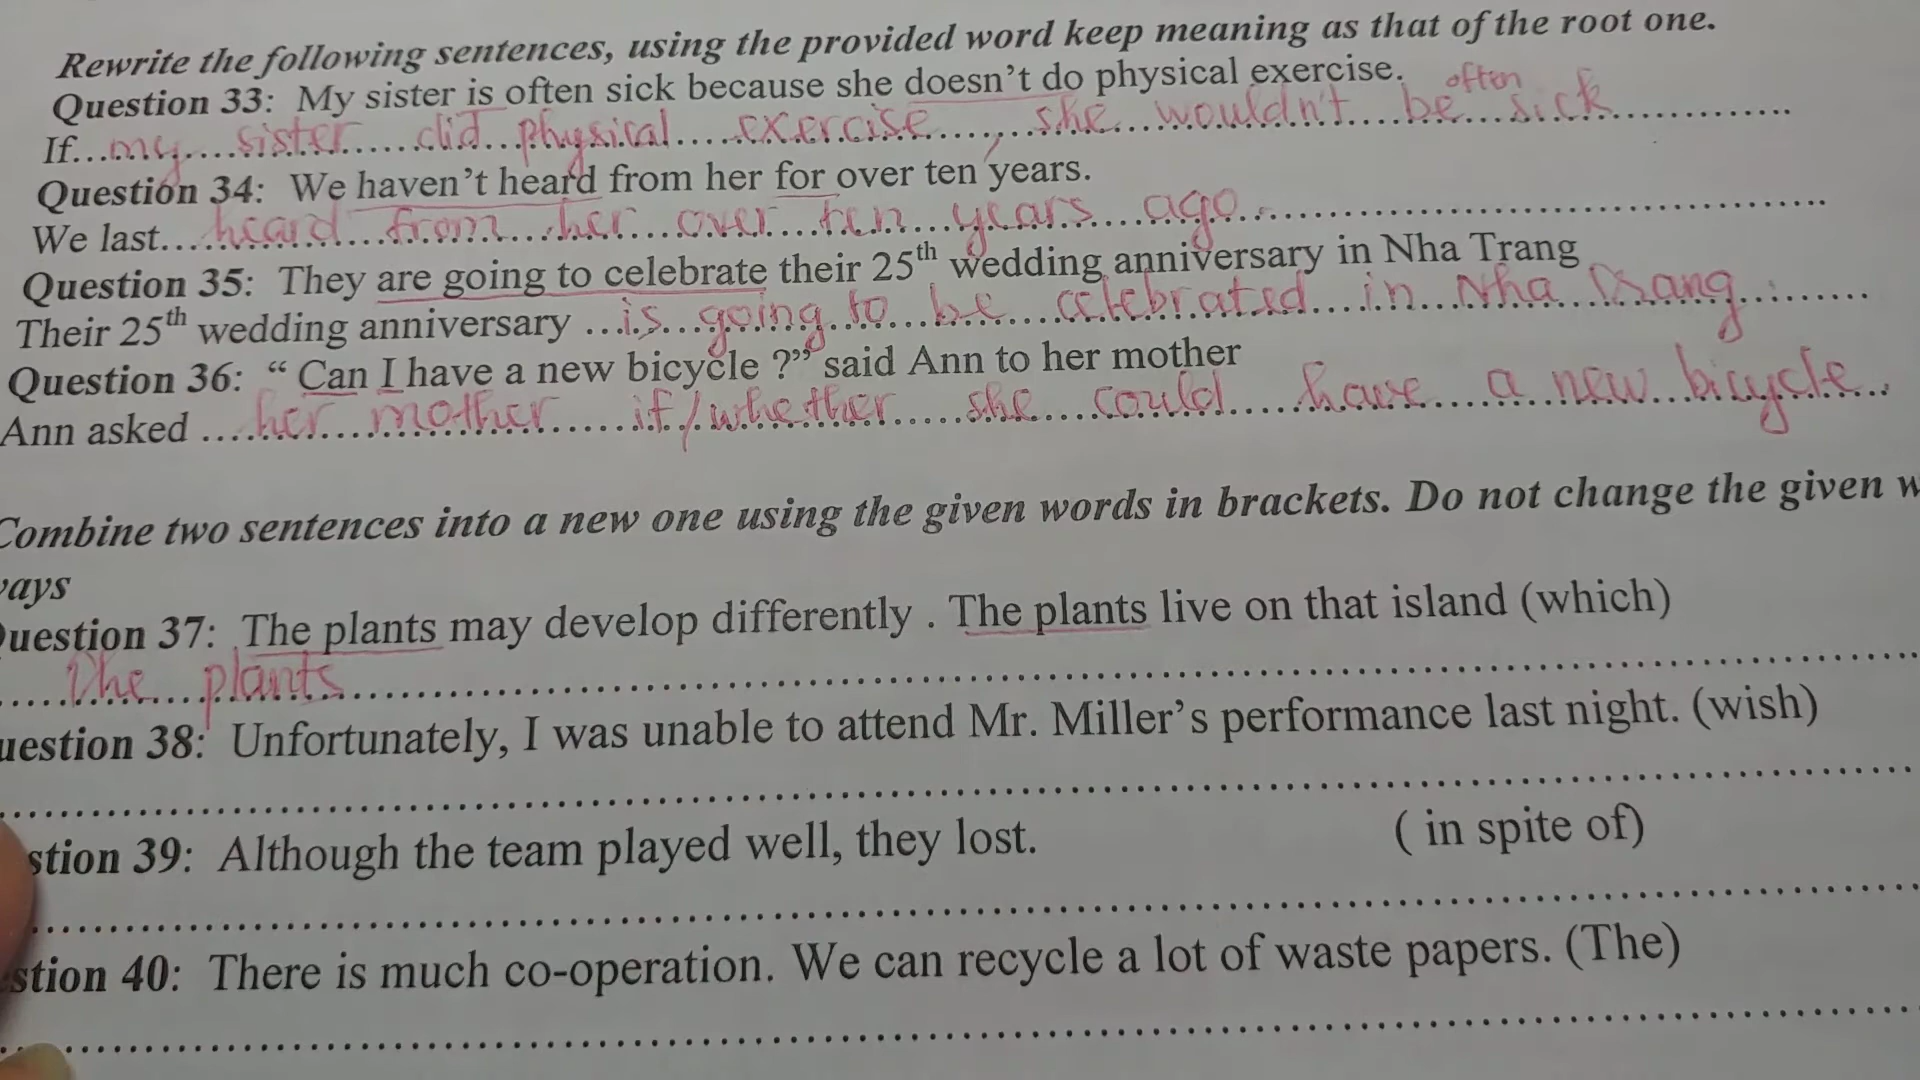 Rewrite the following sentences, using the provided word keep meaning as that of the root one.
Question 33: My sister is often sick because she doesn't do physical exercise.
often
If...my sister did physical exercise, she wouldn't be sick
Question 34: We haven't heard from her for over ten years.
We last....heard from her over ten years ago
Question 35: They are going to celebrate their 25th wedding anniversary in Nha Trang
Their 25th wedding anniversary ...is going to be celebrated in Nha Trang
Question 36: “ Can I have a new bicycle ?” said Ann to her mother
Ann asked ....her mother if/whether she could have a new bicycle
Combine two sentences into a new one using the given words in brackets. Do not change the given w
ays
uestion 37: The plants may develop differently . The plants live on that island (which)
The plants
uestion 38: Unfortunately, I was unable to attend Mr. Miller's performance last night. (wish)
stion 39: Although the team played well, they lost. ( in spite of)
stion 40: There is much co-operation. We can recycle a lot of waste papers. (The)